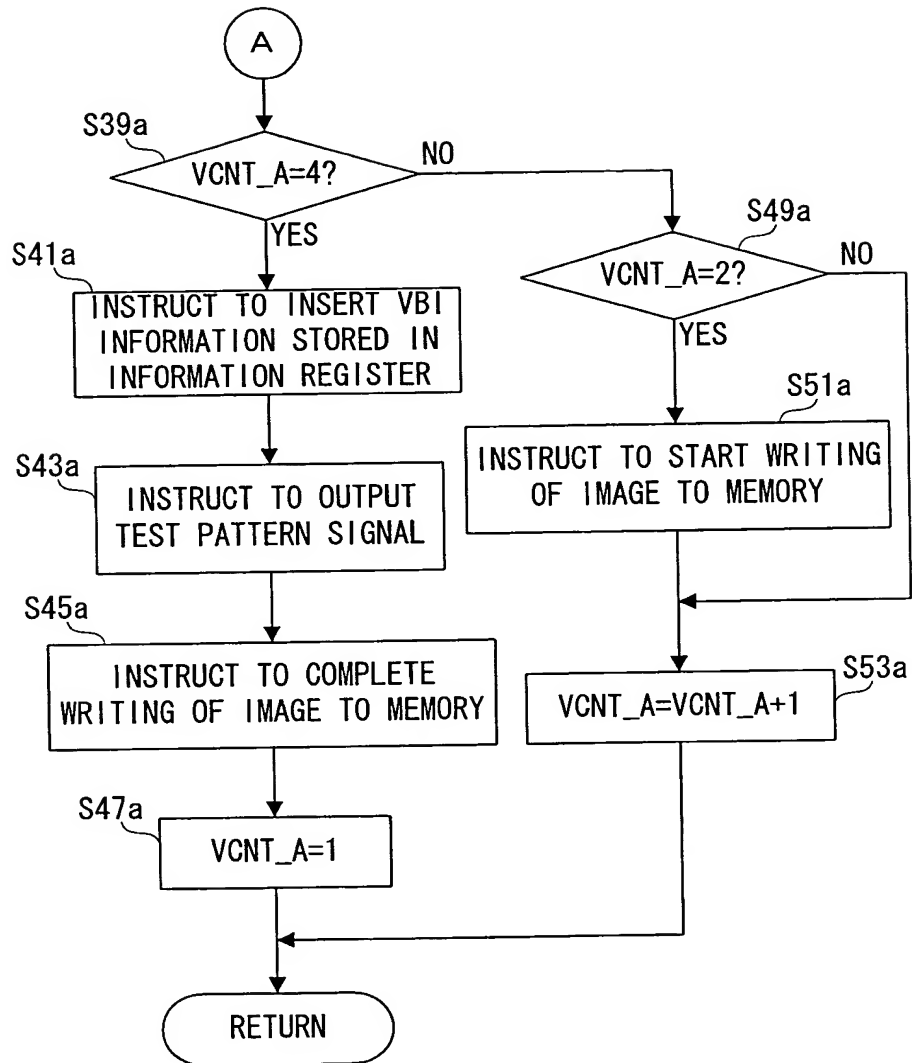 A
S39a
VCNT_A=4?
NO
YES
S49a
VCNT_A=2?
NO
YES
S41a
INSTRUCT TO INSERT VBI
INFORMATION STORED IN
INFORMATION REGISTER
S51a
INSTRUCT TO START WRITING
OF IMAGE TO MEMORY
S43a
INSTRUCT TO OUTPUT
TEST PATTERN SIGNAL
S45a
INSTRUCT TO COMPLETE
WRITING OF IMAGE TO MEMORY
S53a
VCNT_A=VCNT_A+1
S47a
VCNT_A=1
RETURN